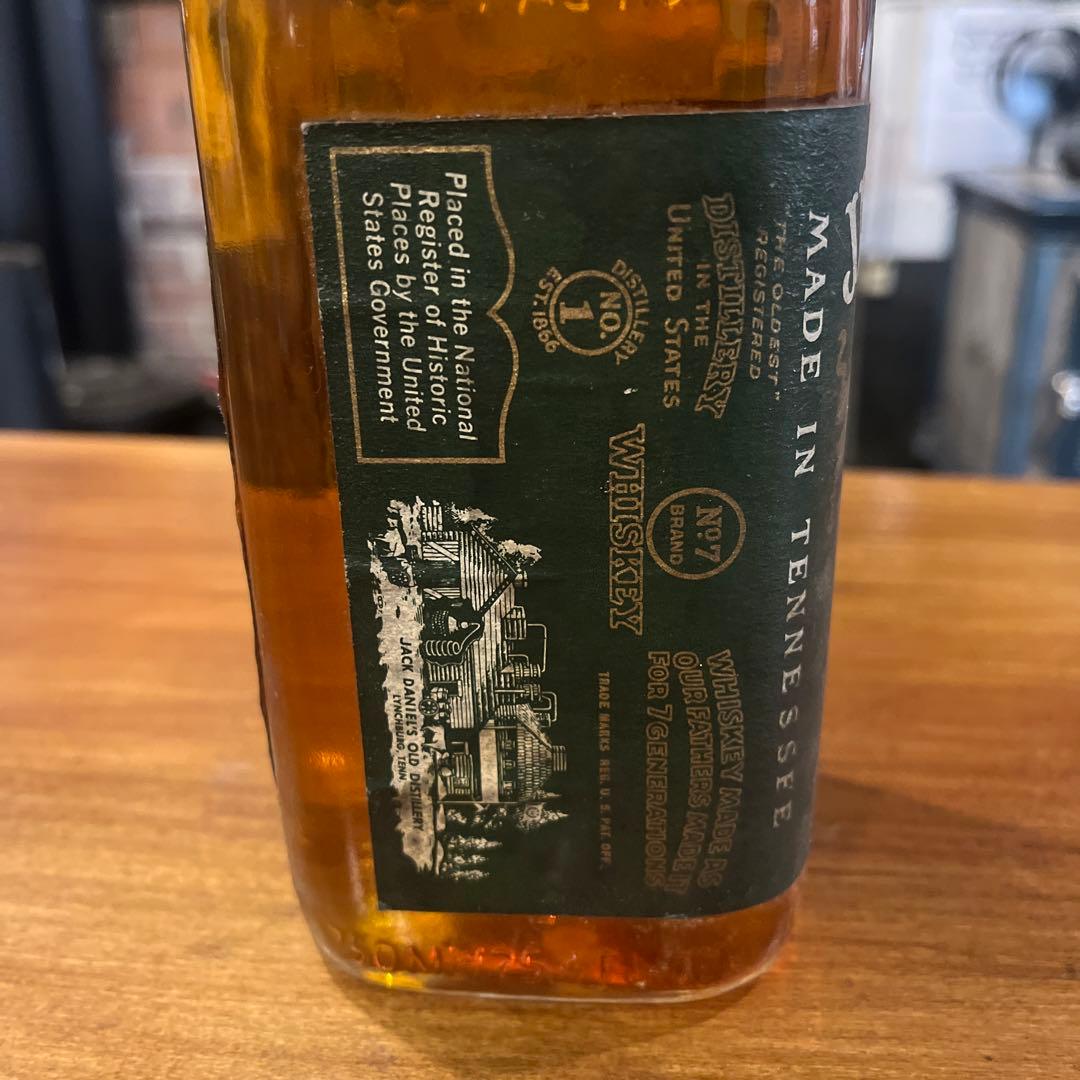 Placed in the National
Register of Historic
Places by the United
States Government
MADE IN TENNESSEE
"THE OLDEST
REGISTERED
DISTILLERY
IN THE
UNITED STATES
DISTILLERY
NO.
1
EST. 1866
No. 7
BRAND
WHISKEY
WHISKEY MADE AS
OUR FATHERS MADE IT
FOR 7 GENERATIONS
TRADE MARKS REG. U. S. PAT. OFF.
JACK DANIEL'S OLD DISTILLERY
LYNCHBURG, TENN.